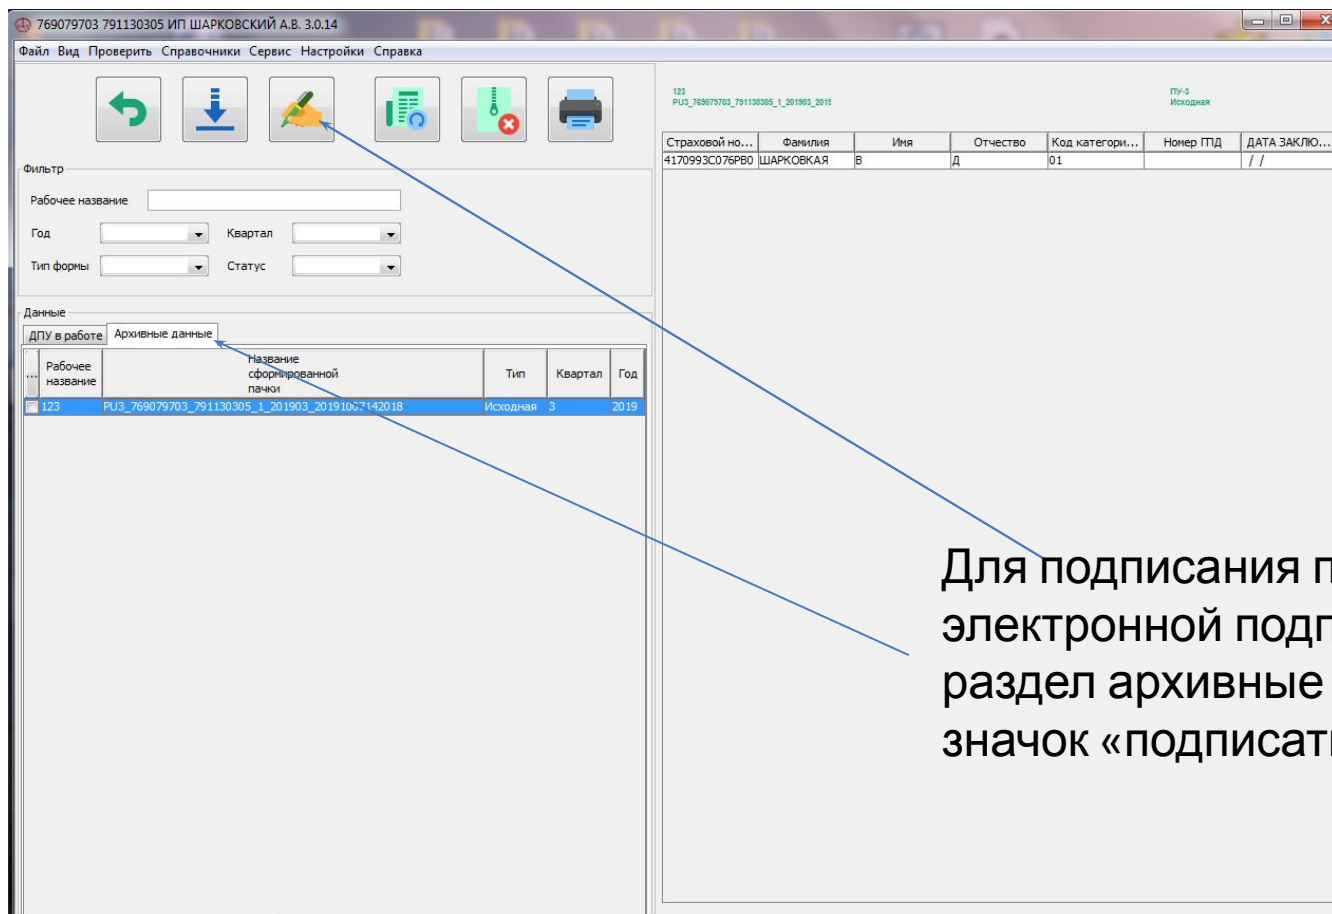 769079703 791130305 ИП ШАРКОВСКИЙ А.В. 3.0.14
Файл Вид Проверить Справочники Сервис Настройки Справка
123
PU3_769079703_791130305_1_201903_2019
ПУ-3
Исходная
Страховой но... Фамилия Имя Отчество Код категори... Номер ГПД ДАТА ЗАКЛЮ...
4170993C076PB0 ШАРКОВКАЯ В Д 01 / /
Фильтр
Рабочее название
Год Квартал
Тип формы Статус
Данные
ДПУ в работе Архивные данные
... Рабочее название Название сформированной пачки Тип Квартал Год
123 PU3_769079703_791130305_1_201903_20191007142018 Исходная 3 2019
Для подписания п
электронной подп
раздел архивные
значок «подписать